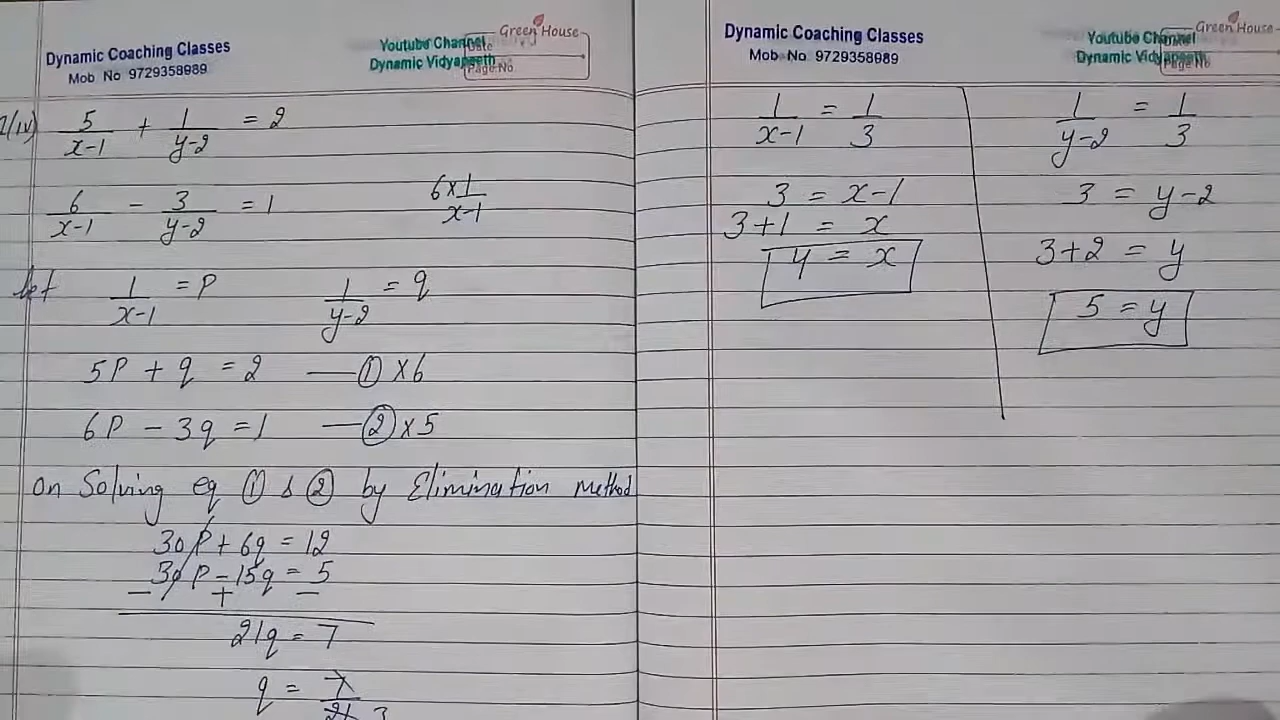 Green House
Dynamic Coaching Classes
Mob No 9729358989
Youtube Channel
Dynamic Vidyapeeth
Date
Page No
5/(x-1) + 1/(y-2) = 2
6/(x-1) - 3/(y-2) = 1
6×1/(x-1)
let 1/(x-1) = p 1/(y-2) = q
5p + q = 2 —① ×6
6p - 3q = 1 —② ×5
on Solving eq ① & ② by Elimination method
30p + 6q = 12
30p - 15q = 5
- + -
21q = 7
q = 7/21 3
Green House
Dynamic Coaching Classes
Mob No 9729358989
Youtube Channel
Dynamic Vidyapeeth
Page No
1/(x-1) = 1/3
3 = x-1
3+1 = x
4 = x
1/(y-2) = 1/3
3 = y-2
3+2 = y
5 = y